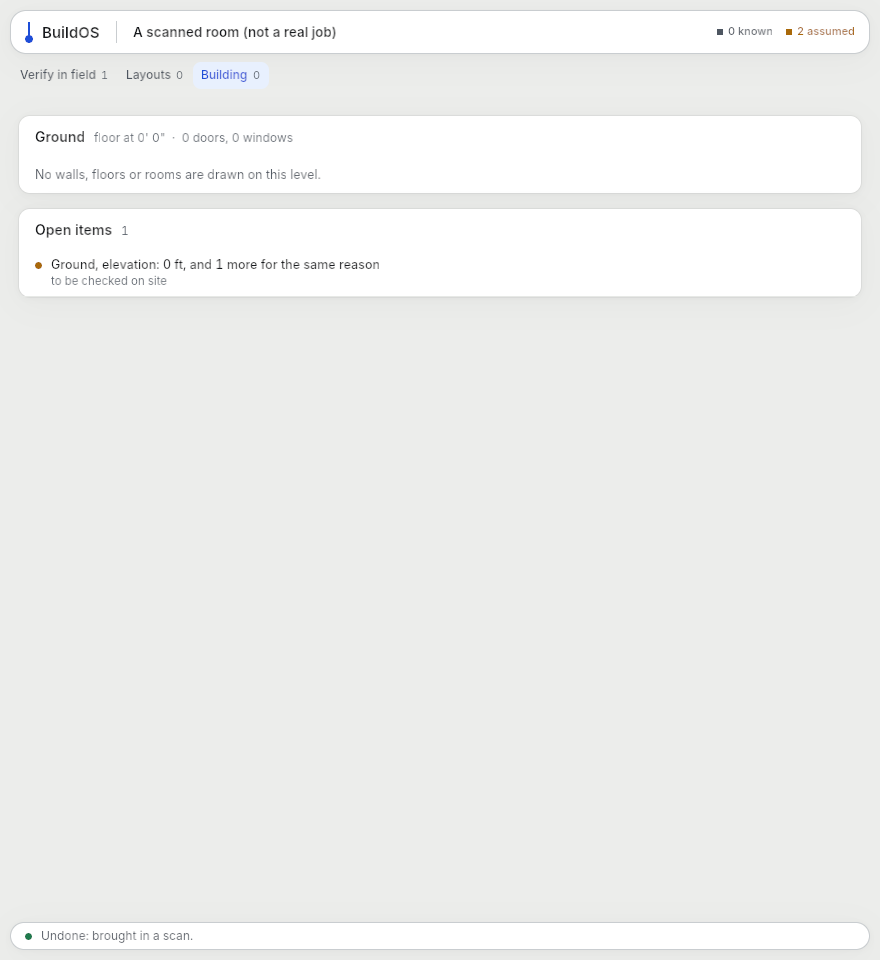 BuildOS
A scanned room (not a real job)
0 known
2 assumed
Verify in field 1
Layouts 0
Building 0
Ground floor at 0' 0" · 0 doors, 0 windows
No walls, floors or rooms are drawn on this level.
Open items 1
Ground, elevation: 0 ft, and 1 more for the same reason
to be checked on site
Undone: brought in a scan.